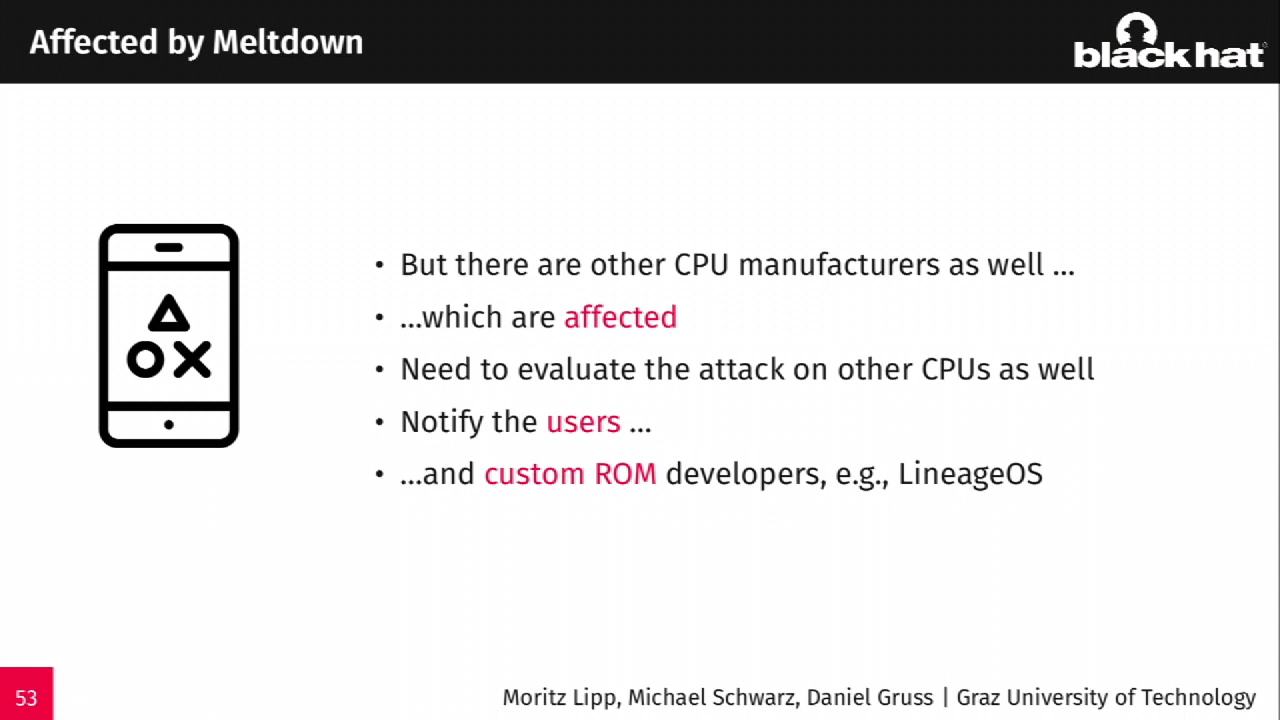 Affected by Meltdown
black hat
• But there are other CPU manufacturers as well ...
• ...which are affected
• Need to evaluate the attack on other CPUs as well
• Notify the users ...
• ...and custom ROM developers, e.g., LineageOS
53
Moritz Lipp, Michael Schwarz, Daniel Gruss | Graz University of Technology